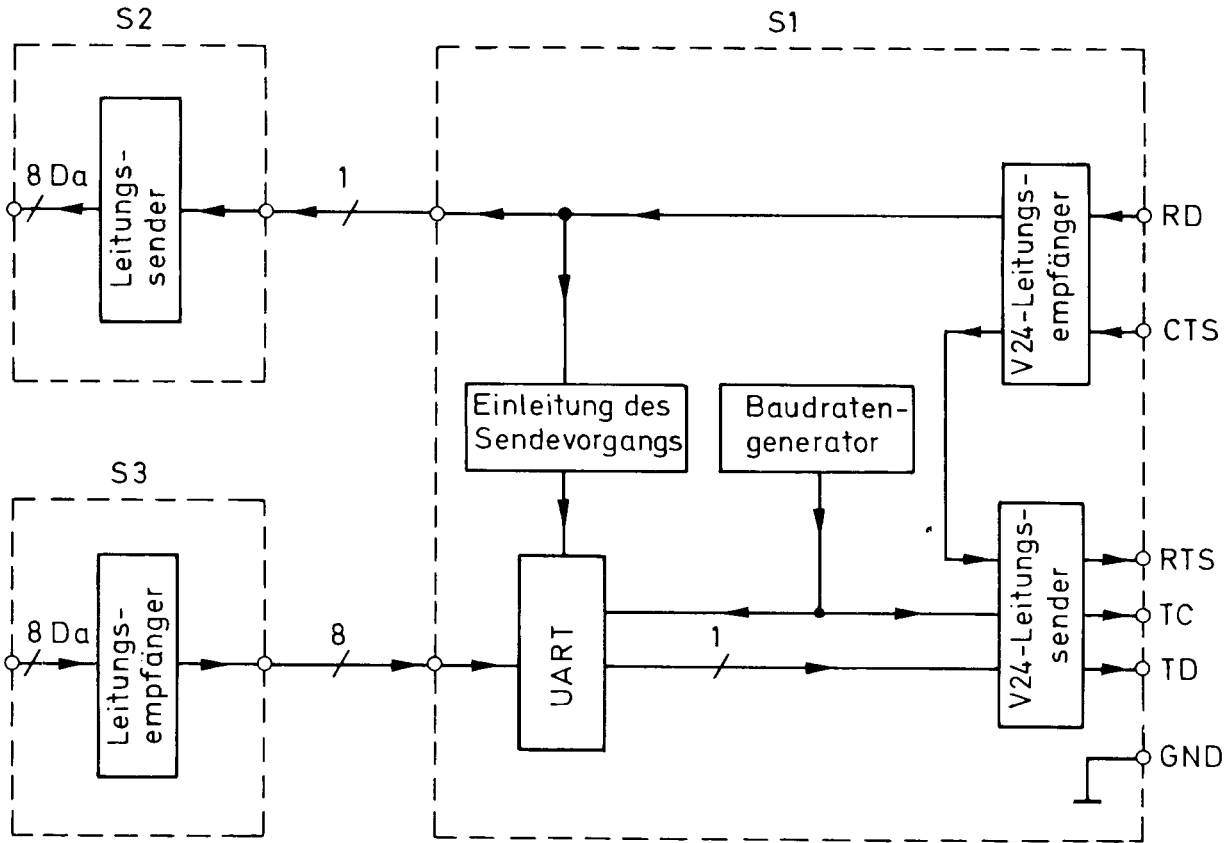 S2
S1
8 Da
Leitungs-
sender
1
V24-Leitungs-
empfänger
RD
CTS
Einleitung des
Sendevorgangs
Baudraten-
generator
S3
8 Da
Leitungs-
empfänger
8
UART
1
V24-Leitungs-
sender
RTS
TC
TD
GND